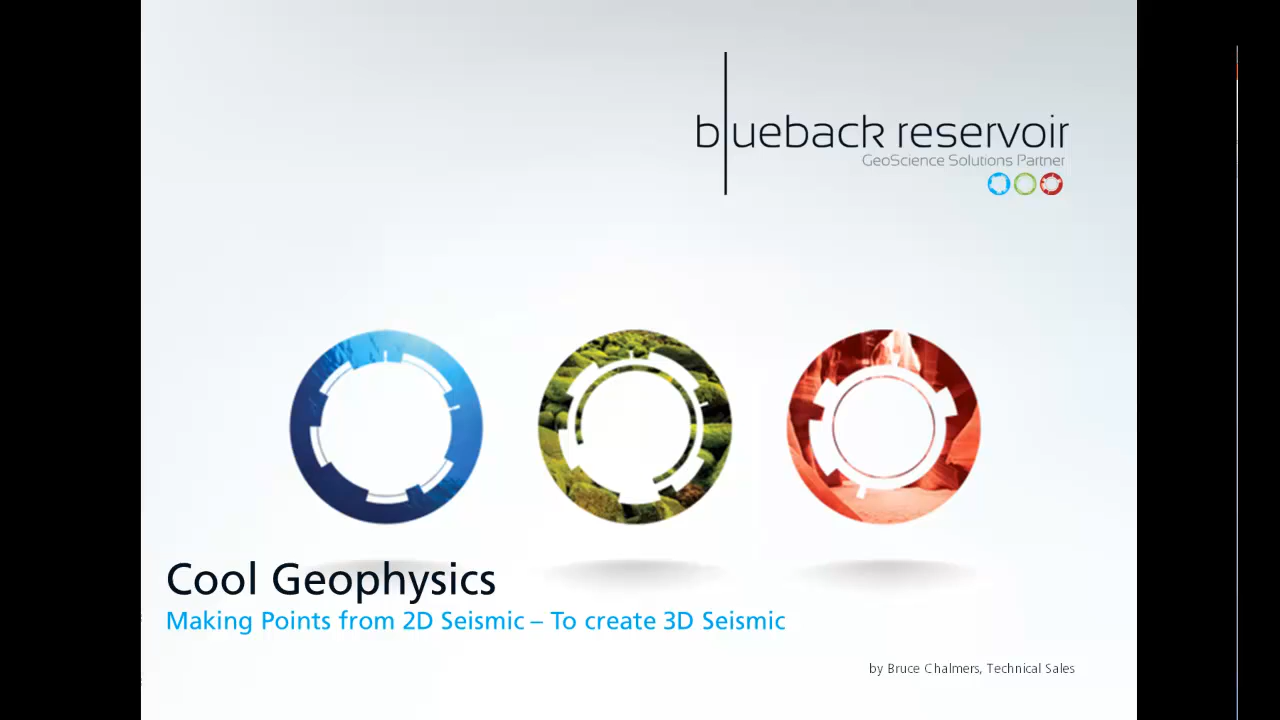 blueback reservoir
GeoScience Solutions Partner
Cool Geophysics
Making Points from 2D Seismic – To create 3D Seismic
by Bruce Chalmers, Technical Sales